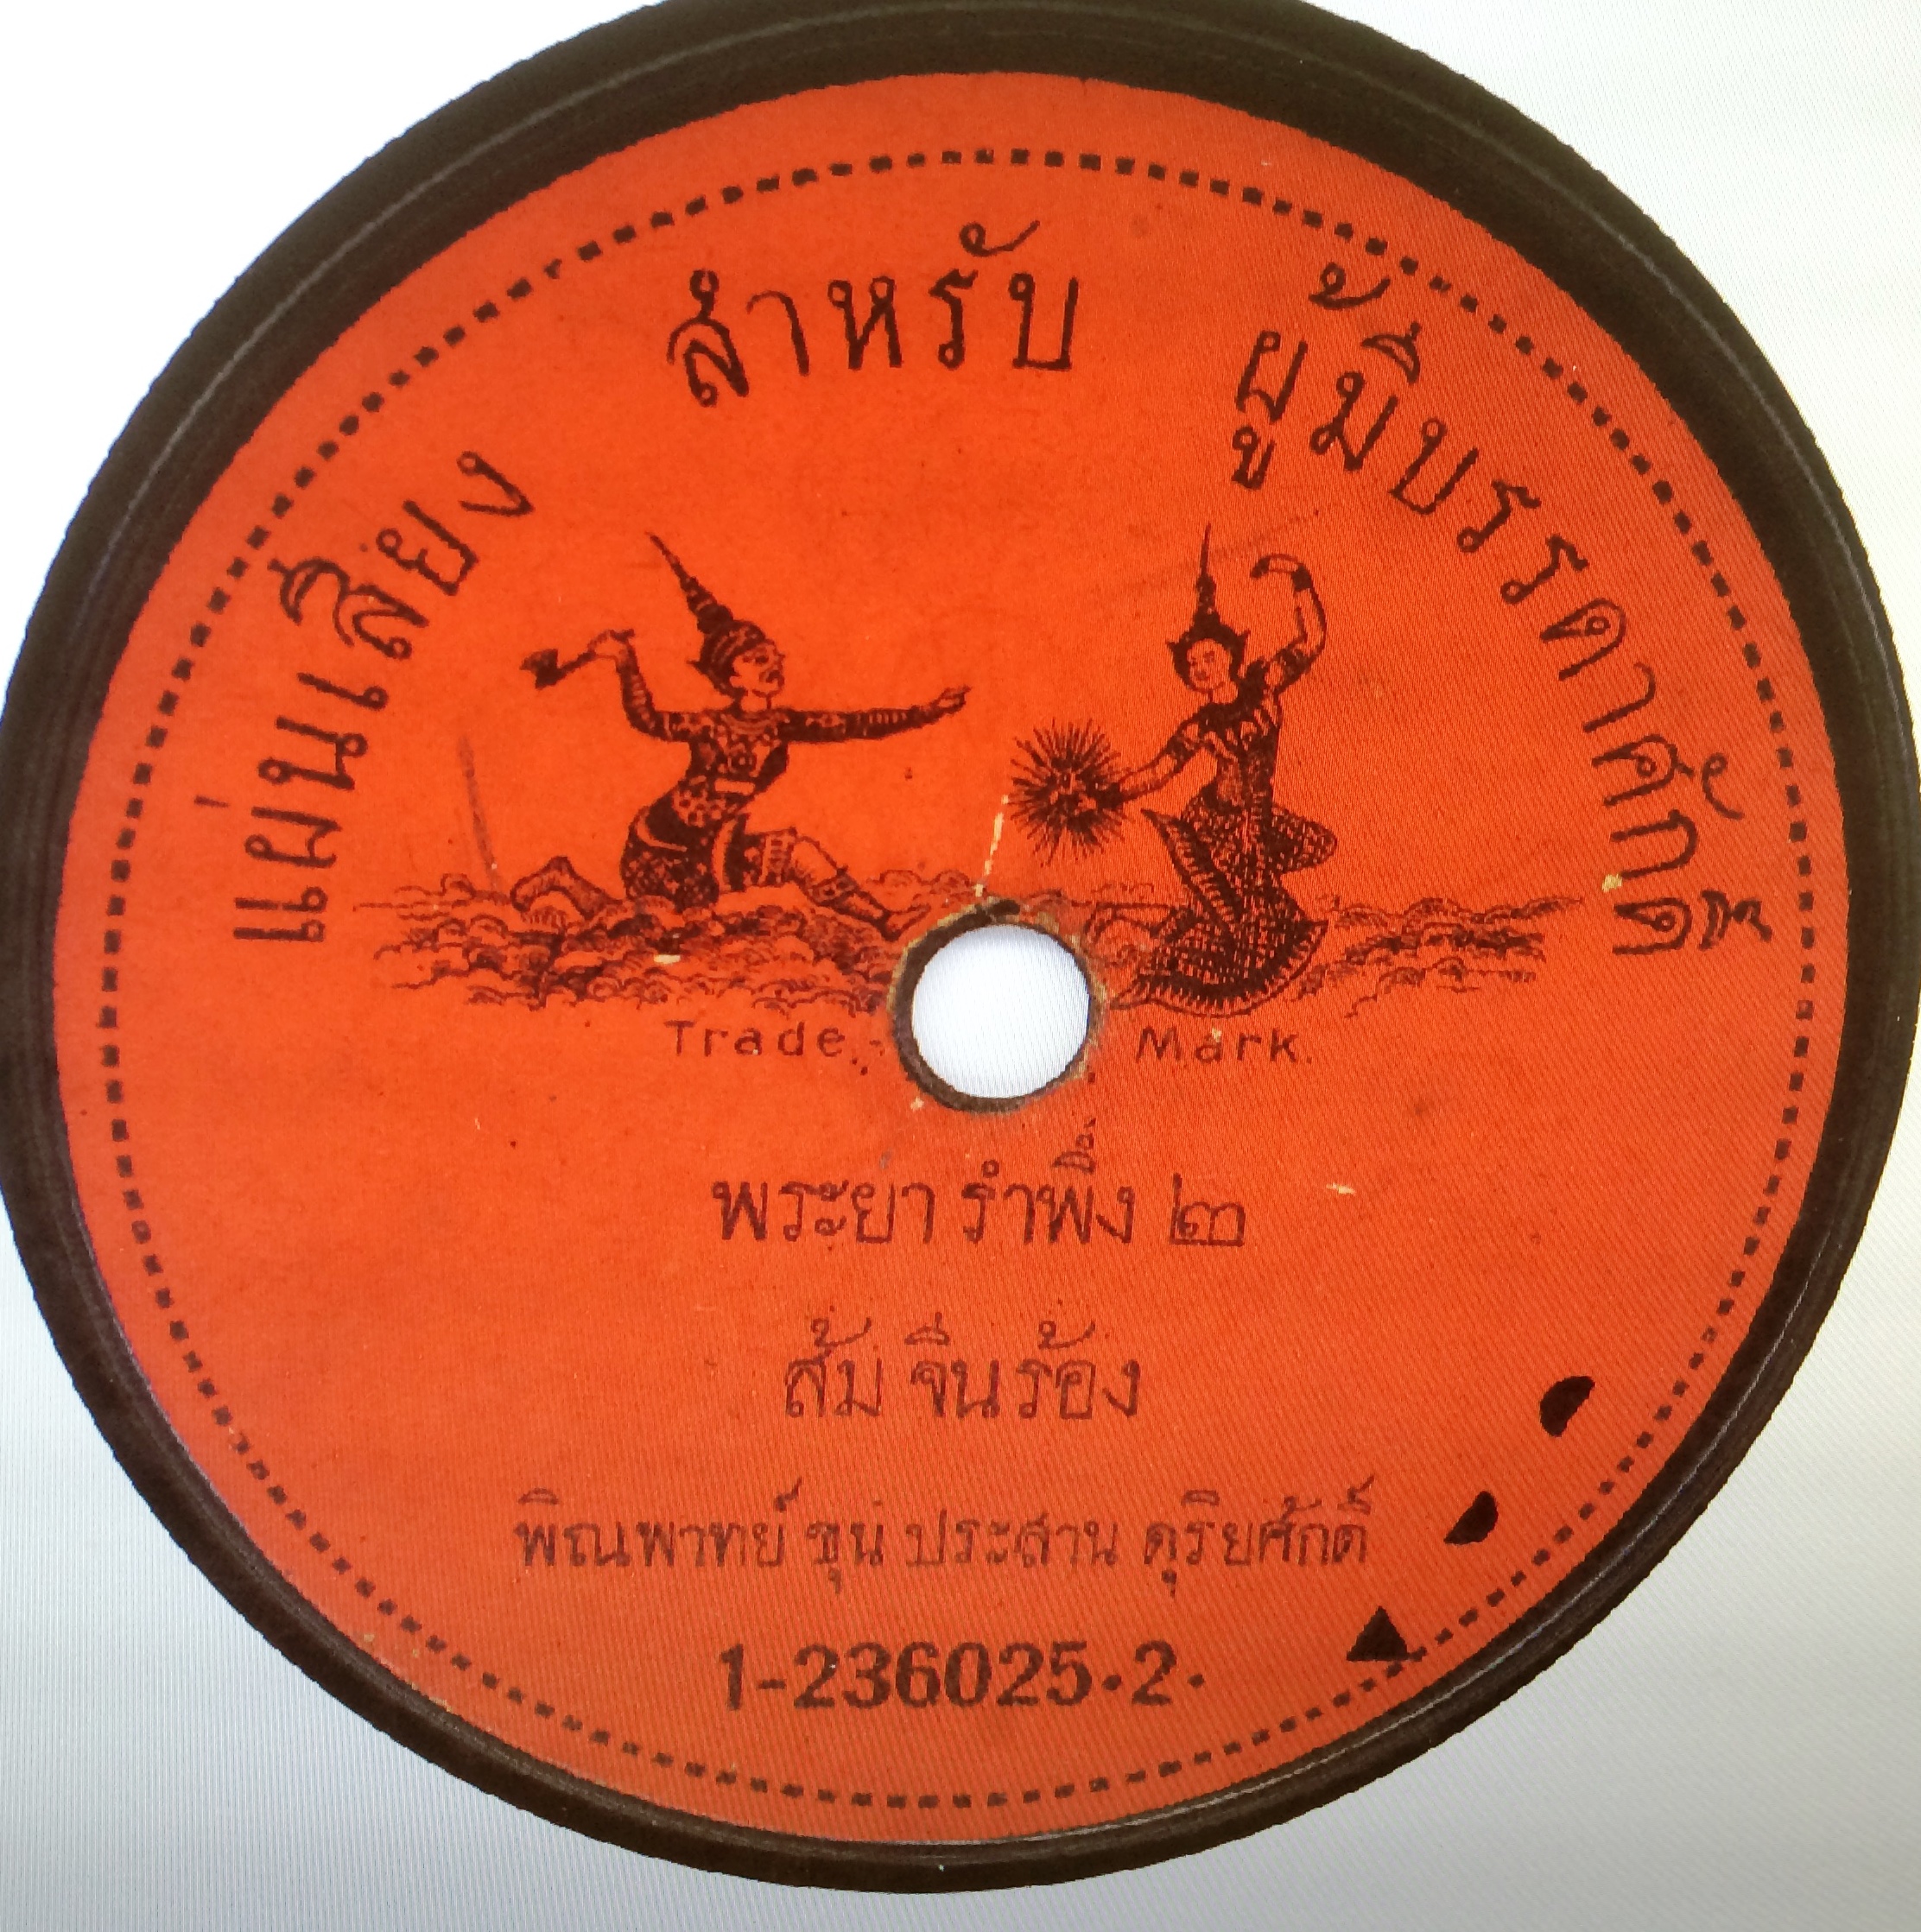 แผ่นเสียง สำหรับ ผู้มีบรรดาศักดิ์
Trade Mark.
พระยา รำพึง ๒
ส้ม จีน ร้อง
พิณพาทย์ ขุน ประสาน ดุริยศักดิ์
1-236025·2·